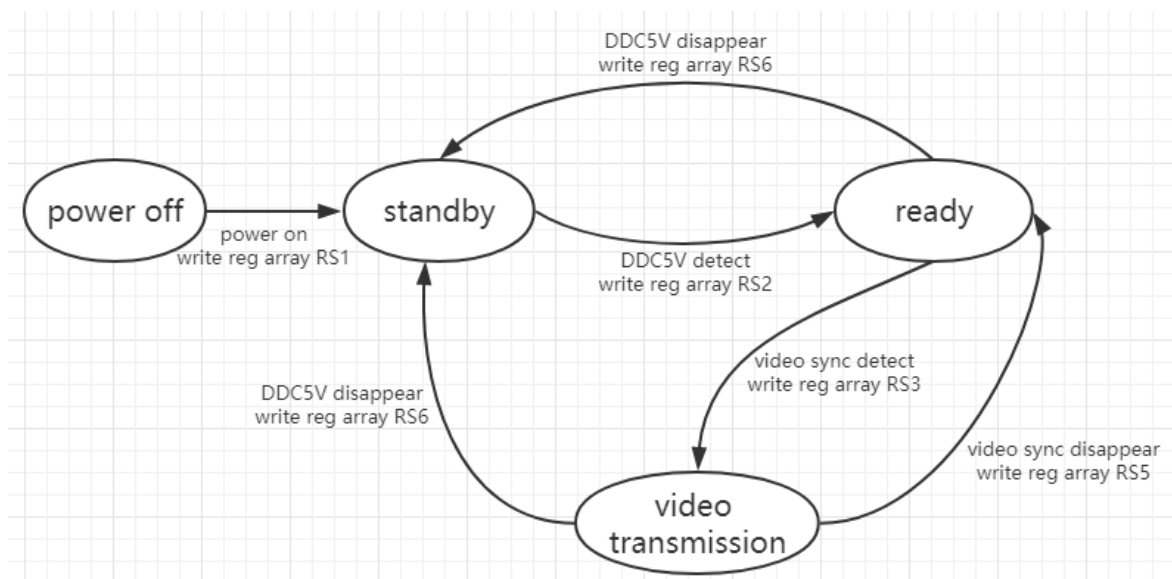 DDC5V disappear
write reg array RS6
power off
standby
ready
power on
write reg array RS1
DDC5V detect
write reg array RS2
video sync detect
write reg array RS3
DDC5V disappear
write reg array RS6
video sync disappear
write reg array RS5
video
transmission